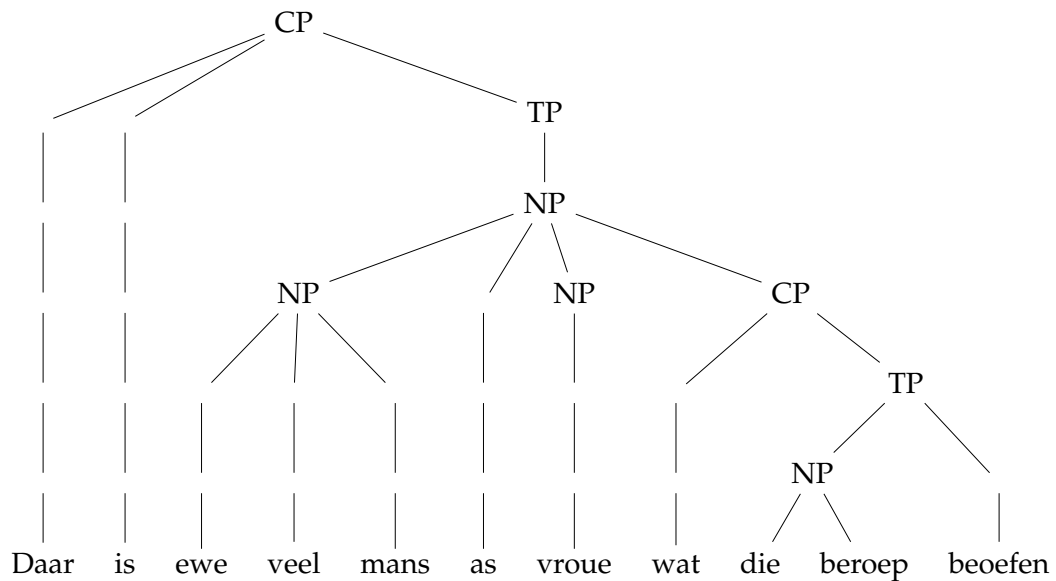 CP
TP
NP
NP NP CP
TP
NP
Daar is ewe veel mans as vroue wat die beroep beoefen